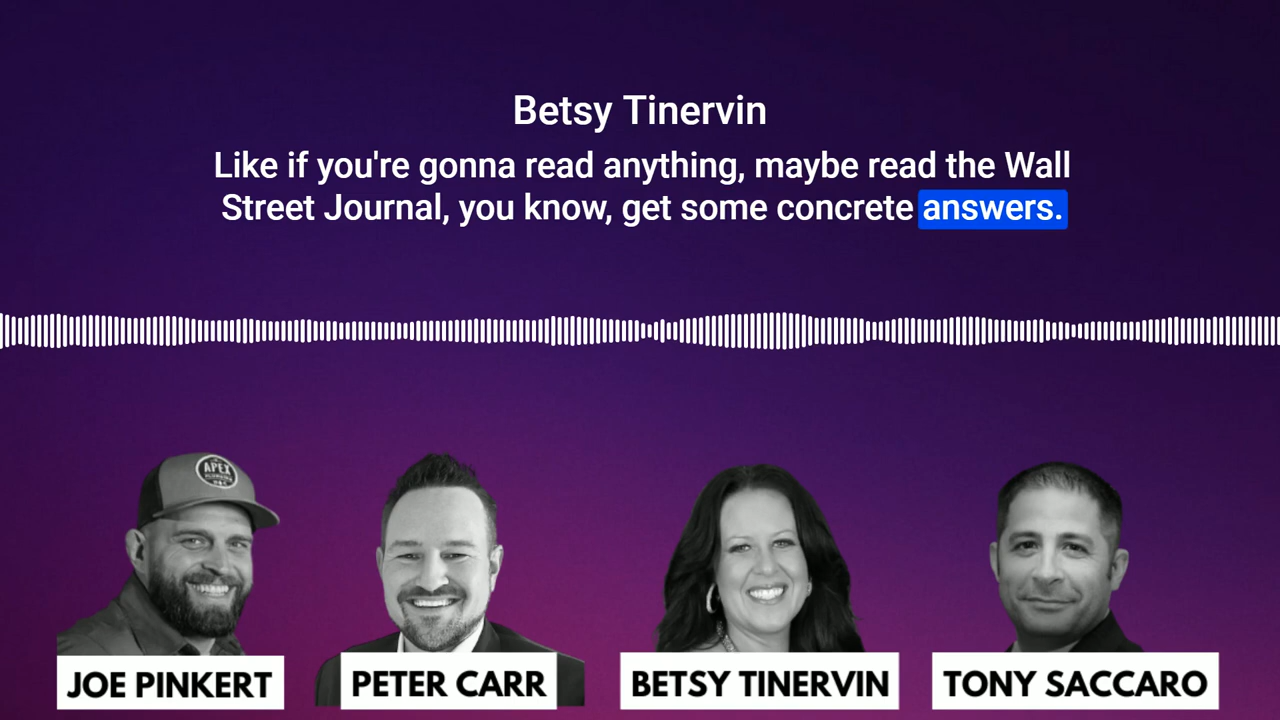 Betsy Tinervin
Like if you're gonna read anything, maybe read the Wall
Street Journal, you know, get some concrete answers.
APEX
JOE PINKERT
PETER CARR
BETSY TINERVIN
TONY SACCARO